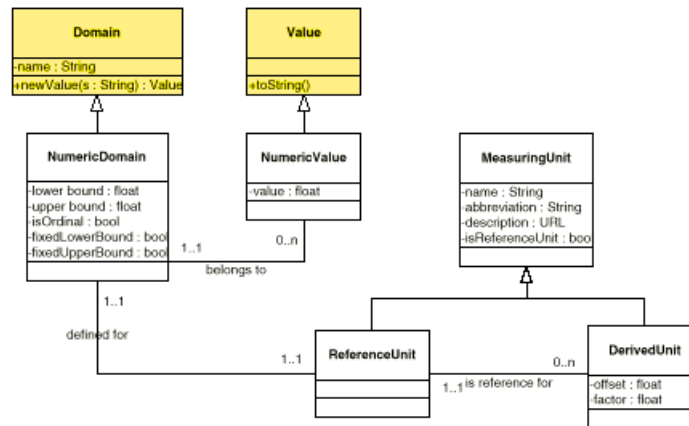 Domain
-name : String
+newValue(s : String) : Value
Value
+toString()
NumericDomain
-lower bound : float
-upper bound : float
-isOrdinal : bool
-fixedLowerBound : bool
-fixedUpperBound : bool
NumericValue
-value : float
MeasuringUnit
-name : String
-abbreviation : String
-description : URL
-isReferenceUnit : boo
1..1
0..n
belongs to
1..1
defined for
1..1
ReferenceUnit
1..1
is reference for
0..n
DerivedUnit
-offset : float
-factor : float